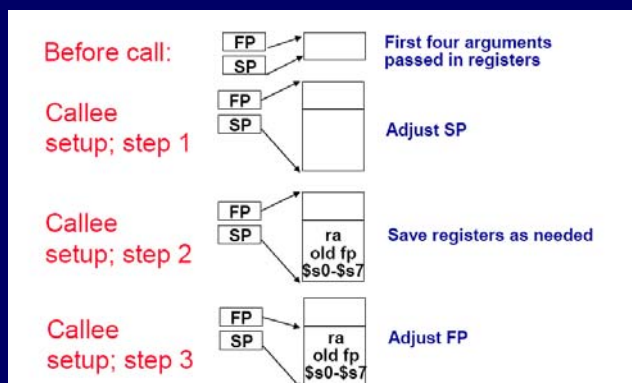 Before call:
FP
SP
First four arguments
passed in registers
Callee
setup; step 1
FP
SP
Adjust SP
Callee
setup; step 2
FP
SP
ra
old fp
$s0-$s7
Save registers as needed
Callee
setup; step 3
FP
SP
ra
old fp
$s0-$s7
Adjust FP